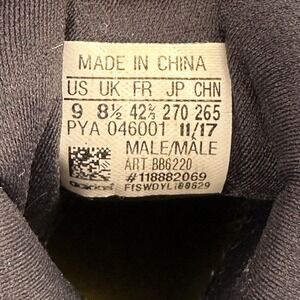 MADE IN CHINA
US UK FR JP CHN
9 8½ 42⅔ 270 265
PYA 046001 11/17
MALE/MÂLE
ART BB6220
#118882069